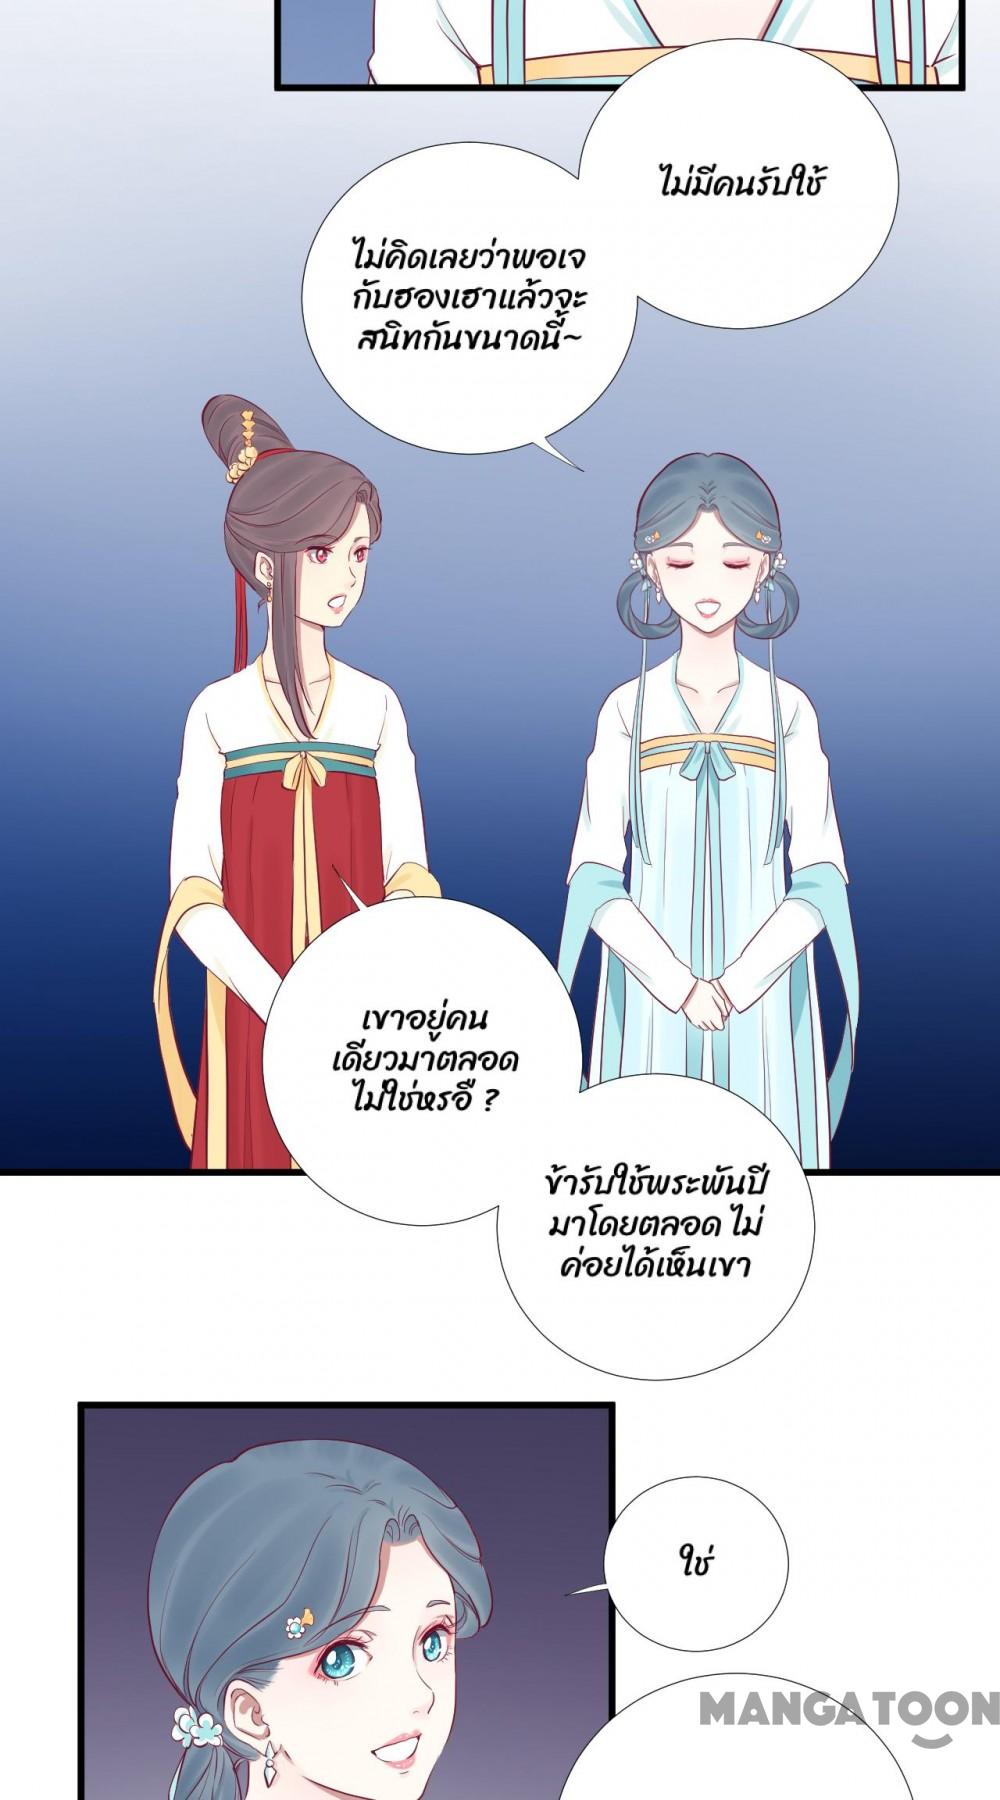 ไม่มีคนรับใช้
ไม่คิดเลยว่าพอเจ
กับฮองเฮาแล้วจะ
สนิทกันขนาดนี้~
เขาอยู่คน
เดียวมาตลอด
ไม่ใช่หรอื ?
ข้ารับใช้พระพันปี
มาโดยตลอด ไม่
ค่อยได้เห็นเขา
ใช่
MANGATOON